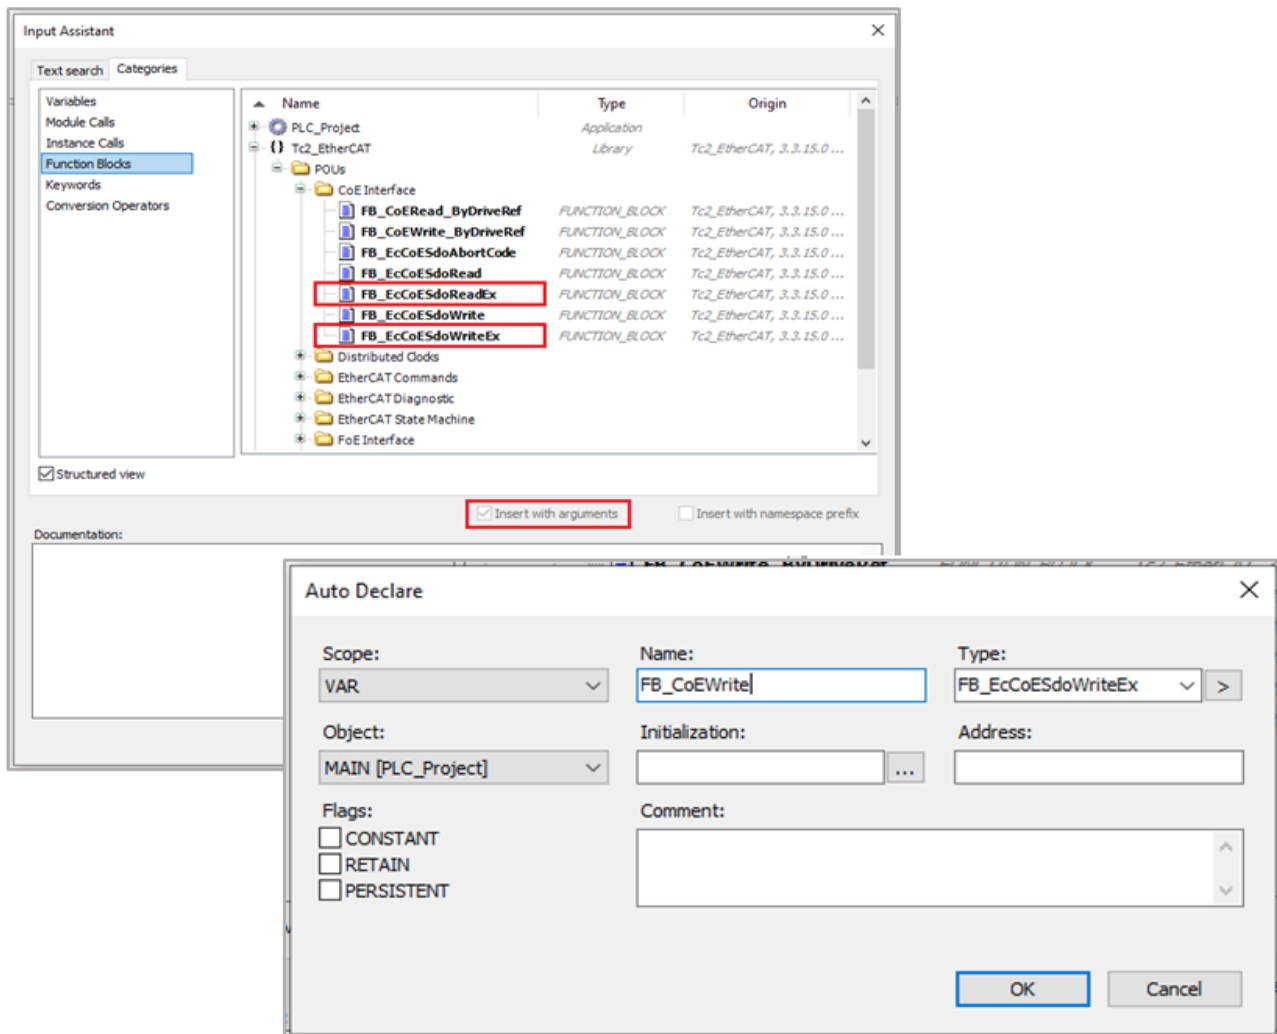 Input Assistant
Text search Categories
Variables
Module Calls
Instance Calls
Function Blocks
Keywords
Conversion Operators
Name Type Origin
PLC_Project Application
Tc2_EtherCAT Library Tc2_EtherCAT, 3.3.15.0 ...
POUs
CoE Interface
FB_CoERead_ByDriveRef FUNCTION_BLOCK Tc2_EtherCAT, 3.3.15.0 ...
FB_CoEWrite_ByDriveRef FUNCTION_BLOCK Tc2_EtherCAT, 3.3.15.0 ...
FB_EcCoESdoAbortCode FUNCTION_BLOCK Tc2_EtherCAT, 3.3.15.0 ...
FB_EcCoESdoRead FUNCTION_BLOCK Tc2_EtherCAT, 3.3.15.0 ...
FB_EcCoESdoReadEx FUNCTION_BLOCK Tc2_EtherCAT, 3.3.15.0 ...
FB_EcCoESdoWrite FUNCTION_BLOCK Tc2_EtherCAT, 3.3.15.0 ...
FB_EcCoESdoWriteEx FUNCTION_BLOCK Tc2_EtherCAT, 3.3.15.0 ...
Distributed Clocks
EtherCAT Commands
EtherCAT Diagnostic
EtherCAT State Machine
FoE Interface
Structured view
Insert with arguments Insert with namespace prefix
Documentation:
Auto Declare
Scope: Name: Type:
VAR FB_CoEWrite FB_EcCoESdoWriteEx >
Object: Initialization: Address:
MAIN [PLC_Project] ...
Flags: Comment:
CONSTANT
RETAIN
PERSISTENT
OK Cancel